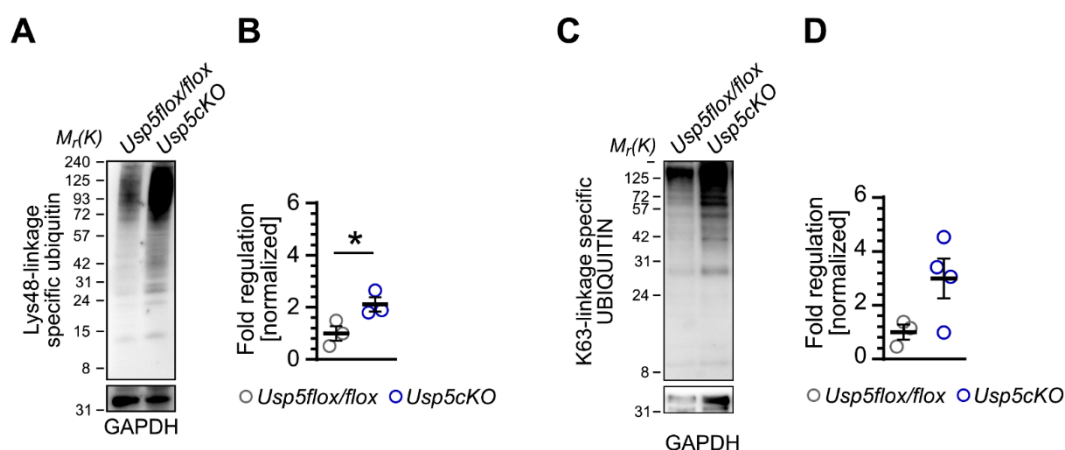 A
Usp5flox/flox
Usp5cKO
Mr(K)
240
125
93
72
57
42
31
24
15
8
31
Lys48-linkage
specific ubiquitin
GAPDH
B
Fold regulation
[normalized]
6
4
2
0
*
Usp5flox/flox Usp5cKO
C
Usp5flox/flox
Usp5cKO
Mr(K)
125
72
57
42
31
24
8
31
K63-linkage specific
UBIQUITIN
GAPDH
D
Fold regulation
[normalized]
6
4
2
0
Usp5flox/flox Usp5cKO